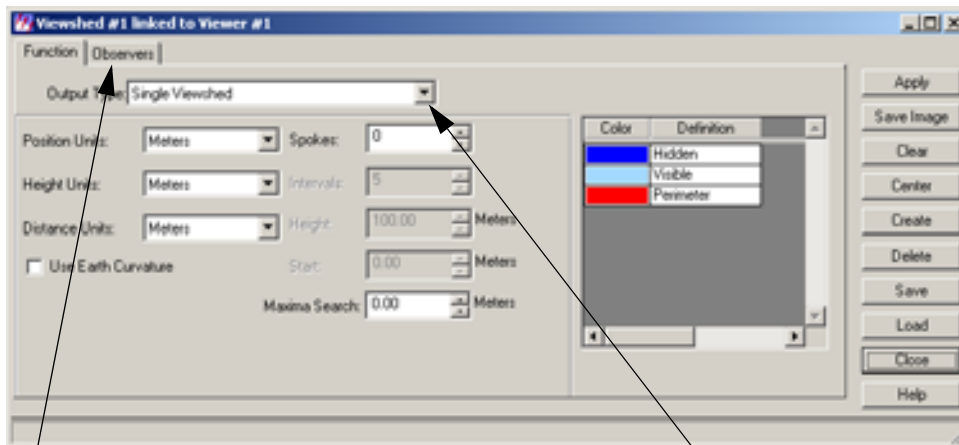 Viewshed #1 linked to Viewer #1
Function Observers
Output Type: Single Viewshed
Position Units: Meters Spokes: 0
Height Units: Meters Intervals: 5
Distance Units: Meters Height: 100.00 Meters
Use Earth Curvature Start: 0.00 Meters
Maxima Search: 0.00 Meters
Color Definition
Hidden
Visible
Perimeter
Apply
Save Image
Clear
Center
Create
Delete
Save
Load
Close
Help